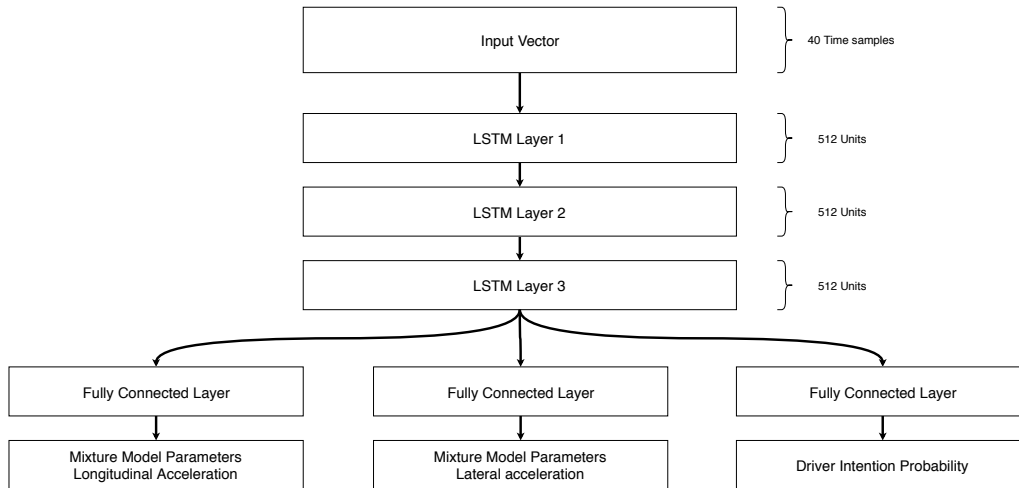 Input Vector
40 Time samples
LSTM Layer 1
512 Units
LSTM Layer 2
512 Units
LSTM Layer 3
512 Units
Fully Connected Layer
Fully Connected Layer
Fully Connected Layer
Mixture Model Parameters
Longitudinal Acceleration
Mixture Model Parameters
Lateral acceleration
Driver Intention Probability